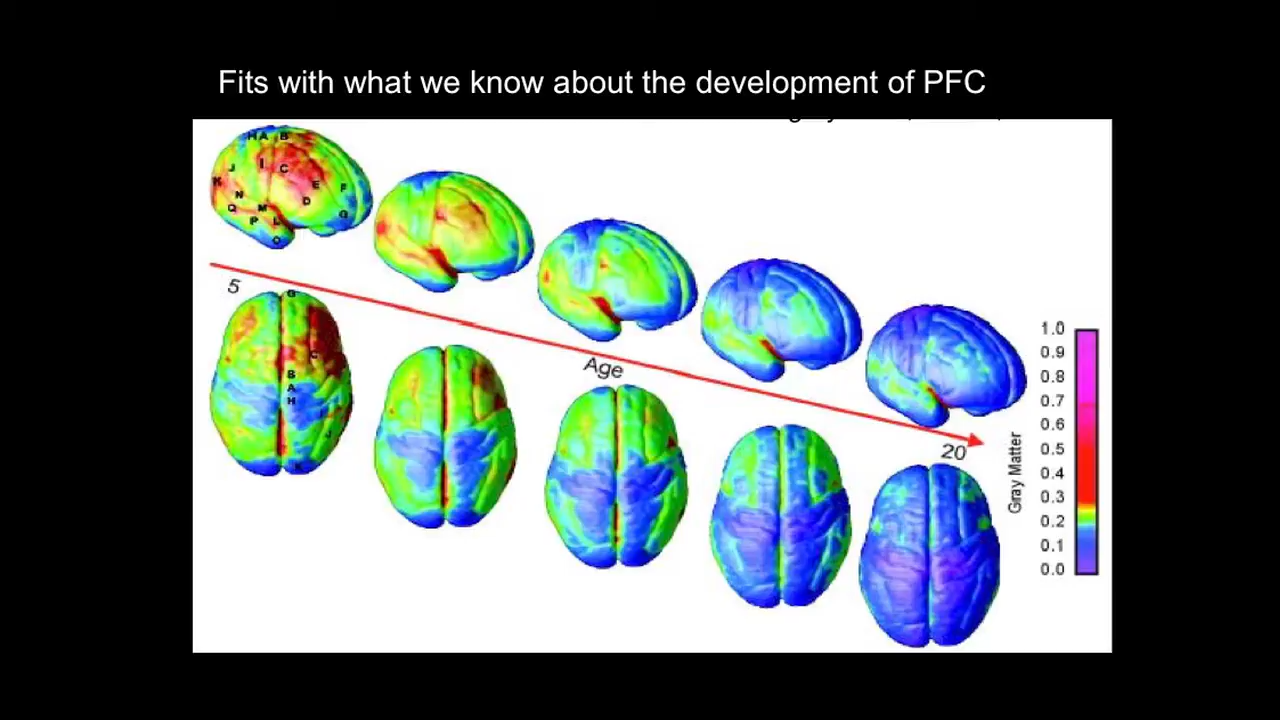 Fits with what we know about the development of PFC
H A B
J I C
K E F
N D
Q M G
P L
O
5
G
C
B
A
H
J
K
Age
20
Gray Matter
1.0
0.9
0.8
0.7
0.6
0.5
0.4
0.3
0.2
0.1
0.0